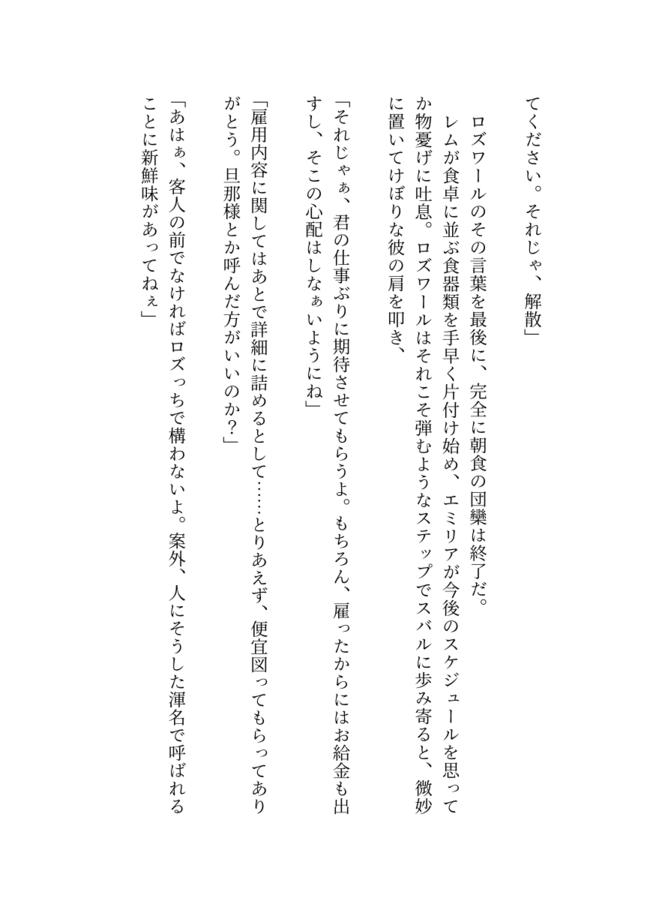 てください。それじゃ、解散」
ロズワールのその言葉を最後に、完全に朝食の団欒は終了だ。
レムが食卓に並ぶ食器類を手早く片付け始め、エミリアが今後のスケジュールを思って
か物憂げに吐息。ロズワールはそれこそ弾むようなステップでスバルに歩み寄ると、微妙
に置いてけぼりな彼の肩を叩き、
「それじゃぁ、君の仕事ぶりに期待させてもらうよ。もちろん、雇ったからにはお給金も出
すし、そこの心配はしなぁいようにね」
「雇用内容に関してはあとで詳細に詰めるとして……とりあえず、便宜図ってもらってあり
がとう。旦那様とか呼んだ方がいいのか？」
「あはぁ、客人の前でなければロズっちで構わないよ。案外、人にそうした渾名で呼ばれる
ことに新鮮味があってねぇ」